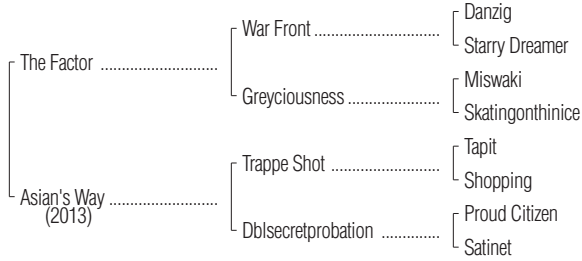 Danzig
War Front ..............................
Starry Dreamer
The Factor ............................
Miswaki
Greyciousness ......................
Skatingonthinice
Tapit
Trappe Shot .........................
Shopping
Asian's Way ..........................
(2013)
Proud Citizen
Dblsecretprobation ..............
Satinet